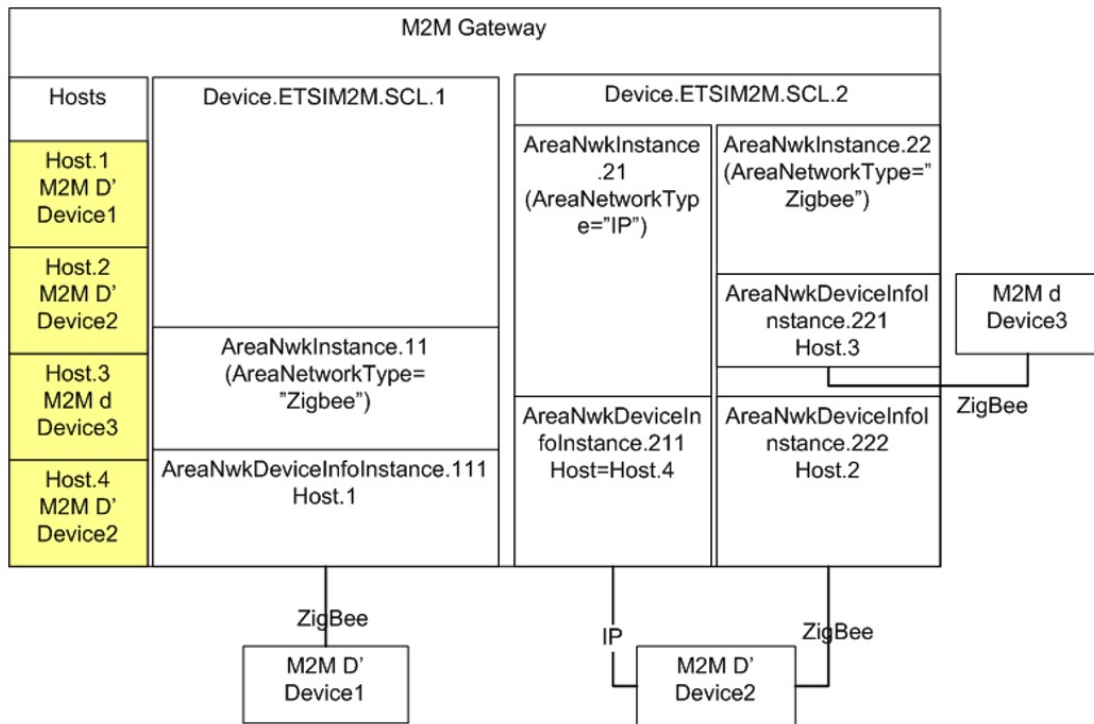 M2M Gateway
Hosts
Host.1
M2M D’
Device1
Host.2
M2M D’
Device2
Host.3
M2M d
Device3
Host.4
M2M D’
Device2
Device.ETSIM2M.SCL.1
AreaNwkInstance.11
(AreaNetworkType=
”Zigbee”)
AreaNwkDeviceInfoInstance.111
Host.1
Device.ETSIM2M.SCL.2
AreaNwkInstance
.21
(AreaNetworkTyp
e=”IP”)
AreaNwkDeviceIn
foInstance.211
Host=Host.4
AreaNwkInstance.22
(AreaNetworkType=”
Zigbee”)
AreaNwkDeviceInfoI
nstance.221
Host.3
AreaNwkDeviceInfoI
nstance.222
Host.2
M2M d
Device3
ZigBee
ZigBee
IP
ZigBee
M2M D’
Device1
M2M D’
Device2